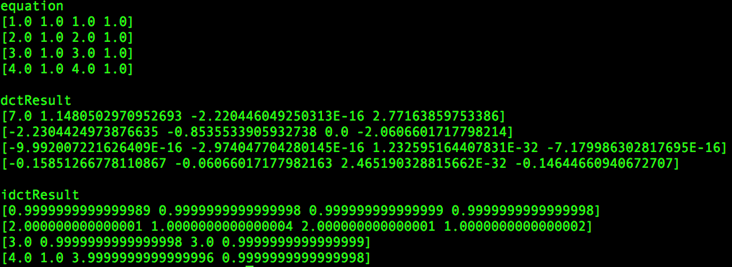 equation
[1.0 1.0 1.0 1.0]
[2.0 1.0 2.0 1.0]
[3.0 1.0 3.0 1.0]
[4.0 1.0 4.0 1.0]
dctResult
[7.0 1.1480502970952693 -2.220446049250313E-16 2.77163859753386]
[-2.2304424973876635 -0.8535533905932738 0.0 -2.0606601717798214]
[-9.992007221626409E-16 -2.974047704280145E-16 1.232595164407831E-32 -7.179986302817695E-16]
[-0.15851266778110867 -0.06066017177982163 2.465190328815662E-32 -0.14644660940672707]
idctResult
[0.9999999999999989 0.9999999999999998 0.999999999999999 0.9999999999999998]
[2.000000000000001 1.0000000000000004 2.000000000000001 1.0000000000000002]
[3.0 0.9999999999999998 3.0 0.9999999999999999]
[4.0 1.0 3.9999999999999996 0.9999999999999998]